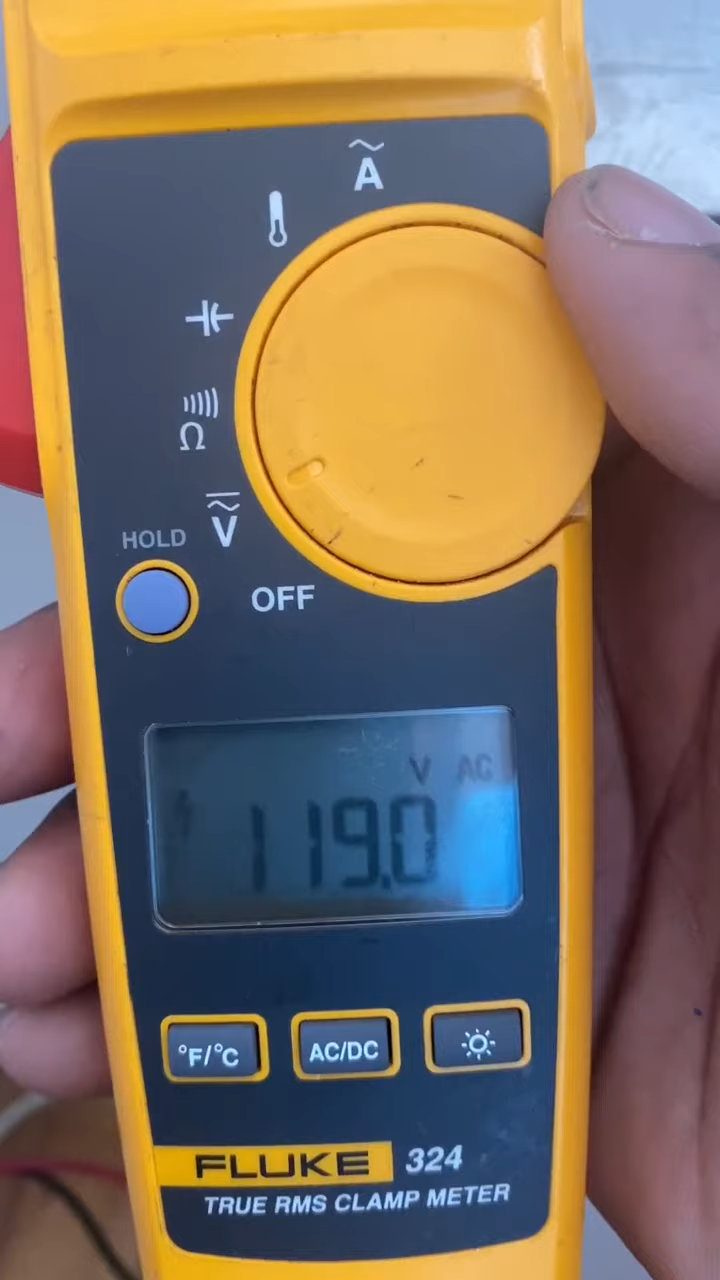 A
Ω
HOLD
V
OFF
V AC
119.0
°F/°C
AC/DC
FLUKE 324
TRUE RMS CLAMP METER